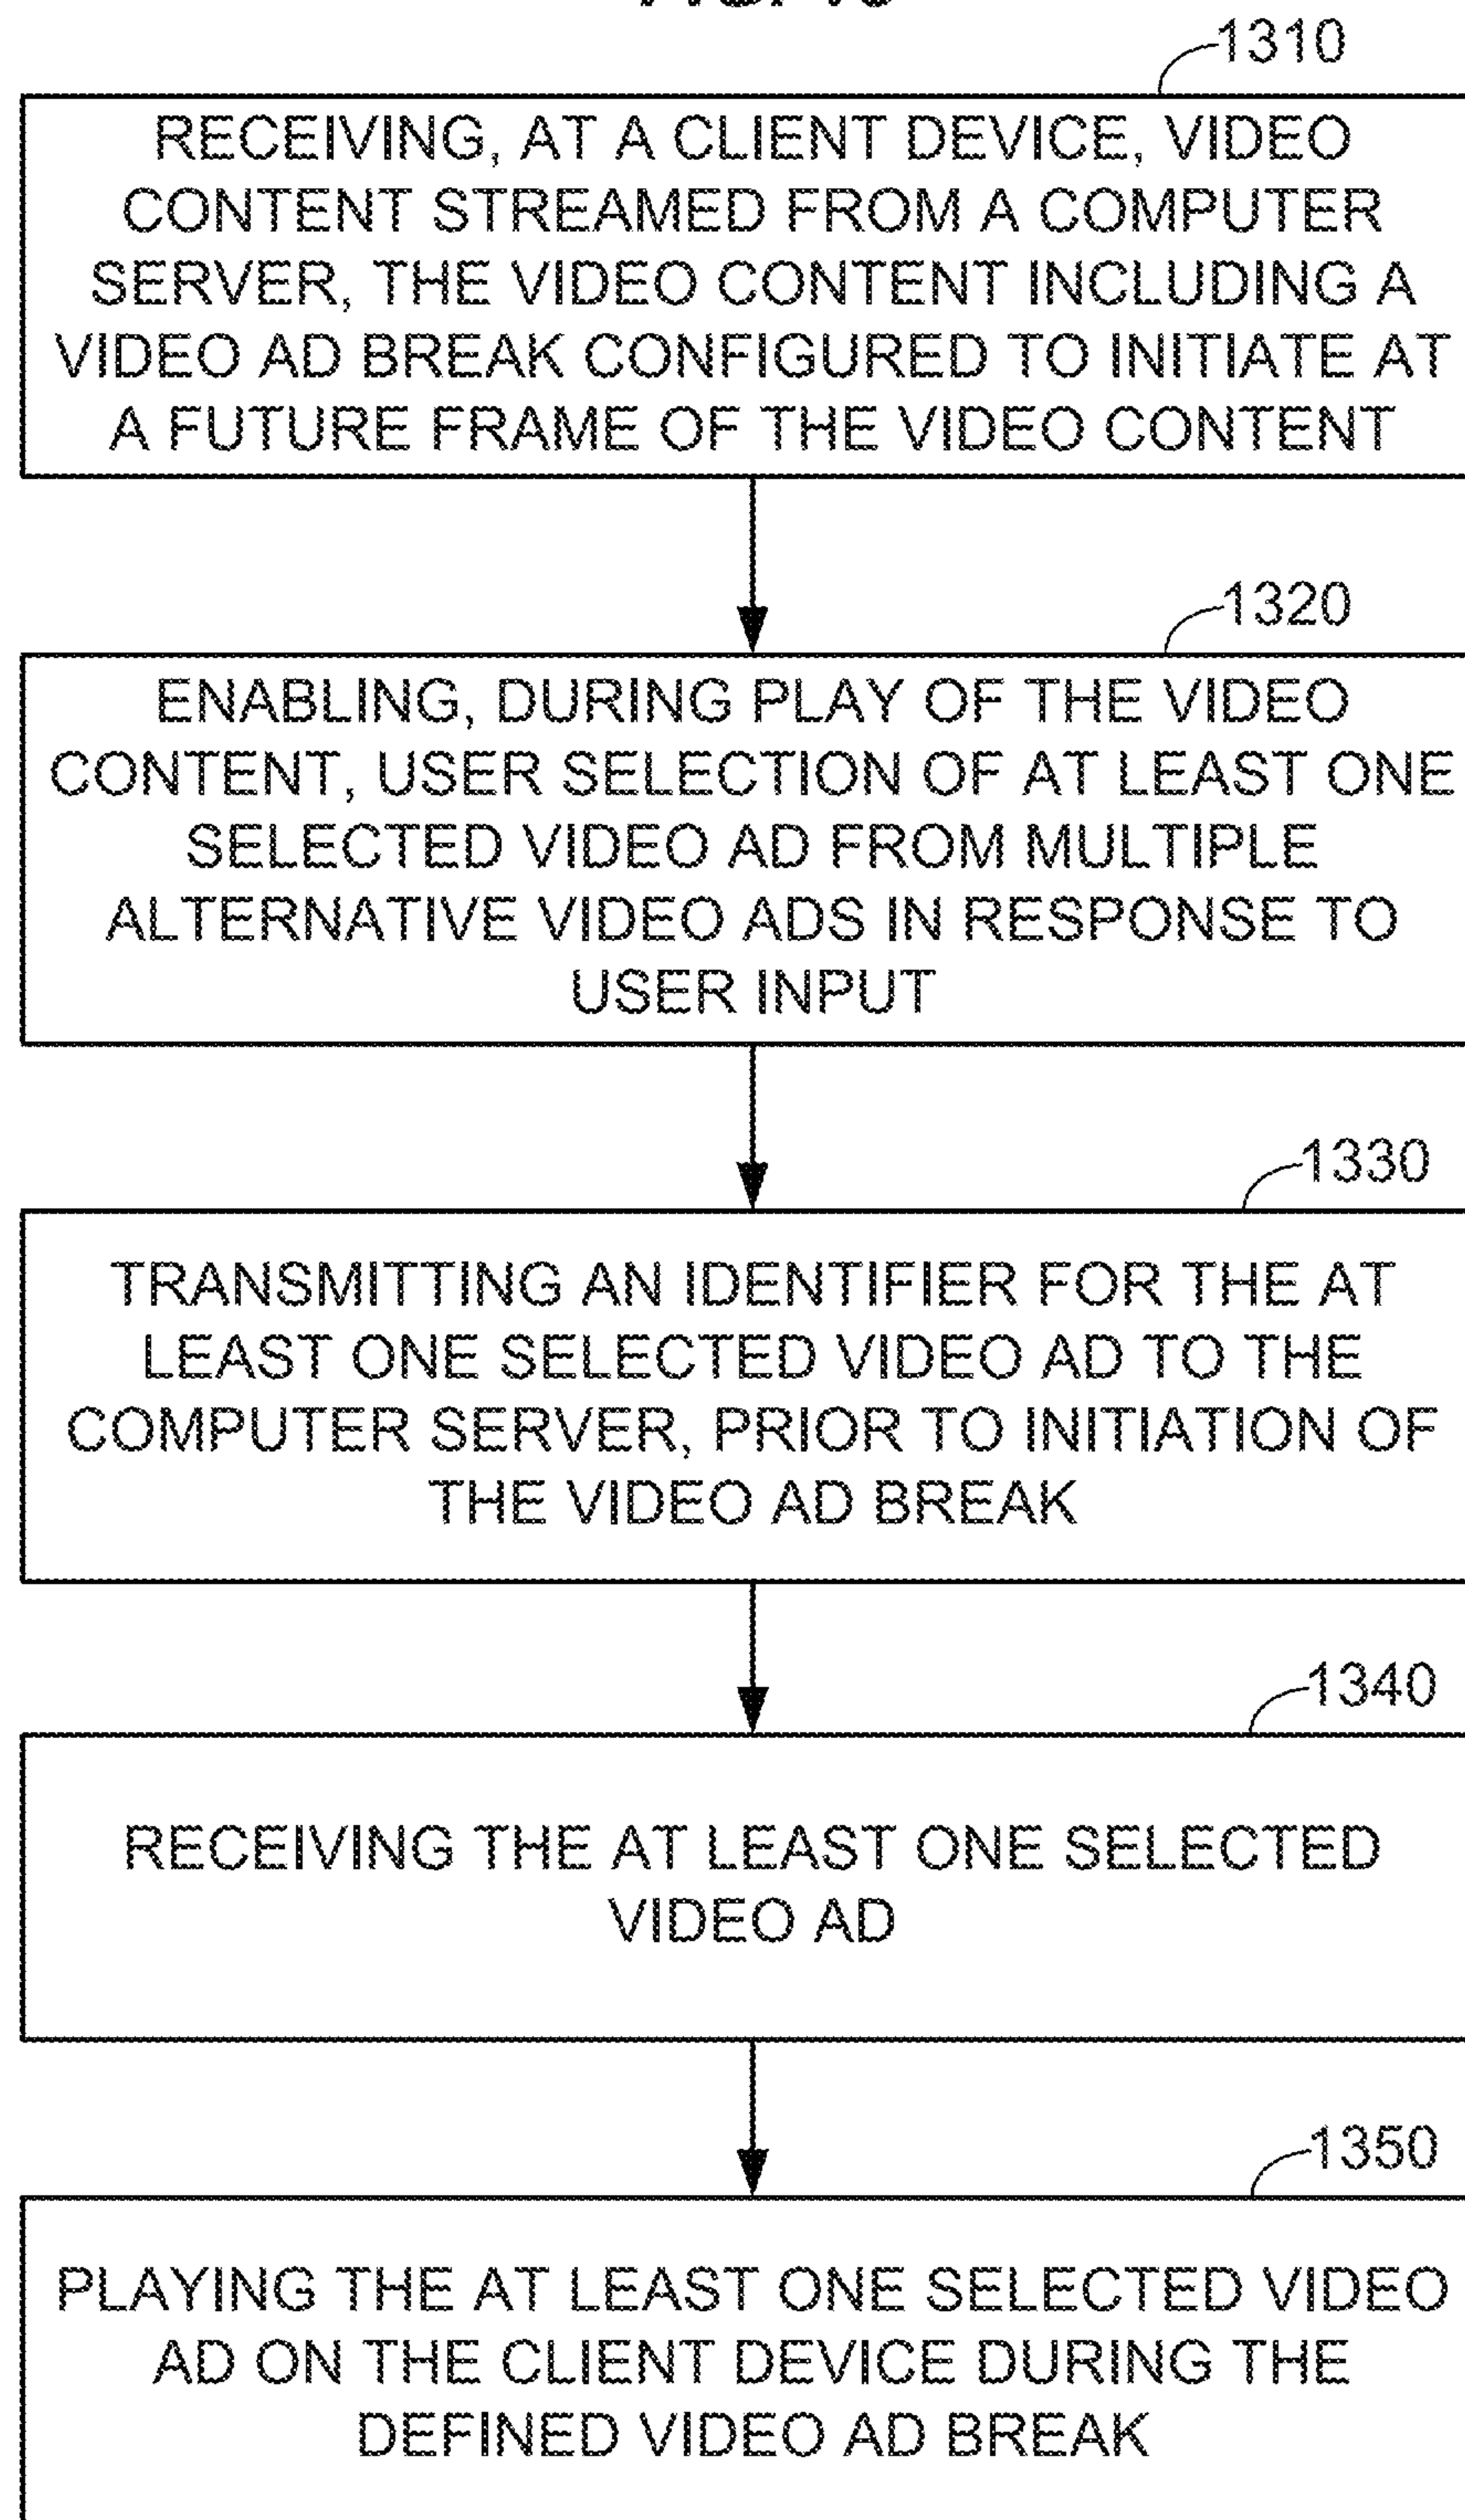 1310
RECEIVING, AT A CLIENT DEVICE, VIDEO
CONTENT STREAMED FROM A COMPUTER
SERVER, THE VIDEO CONTENT INCLUDING A
VIDEO AD BREAK CONFIGURED TO INITIATE AT
A FUTURE FRAME OF THE VIDEO CONTENT
1320
ENABLING, DURING PLAY OF THE VIDEO
CONTENT, USER SELECTION OF AT LEAST ONE
SELECTED VIDEO AD FROM MULTIPLE
ALTERNATIVE VIDEO ADS IN RESPONSE TO
USER INPUT
1330
TRANSMITTING AN IDENTIFIER FOR THE AT
LEAST ONE SELECTED VIDEO AD TO THE
COMPUTER SERVER, PRIOR TO INITIATION OF
THE VIDEO AD BREAK
1340
RECEIVING THE AT LEAST ONE SELECTED
VIDEO AD
1350
PLAYING THE AT LEAST ONE SELECTED VIDEO
AD ON THE CLIENT DEVICE DURING THE
DEFINED VIDEO AD BREAK